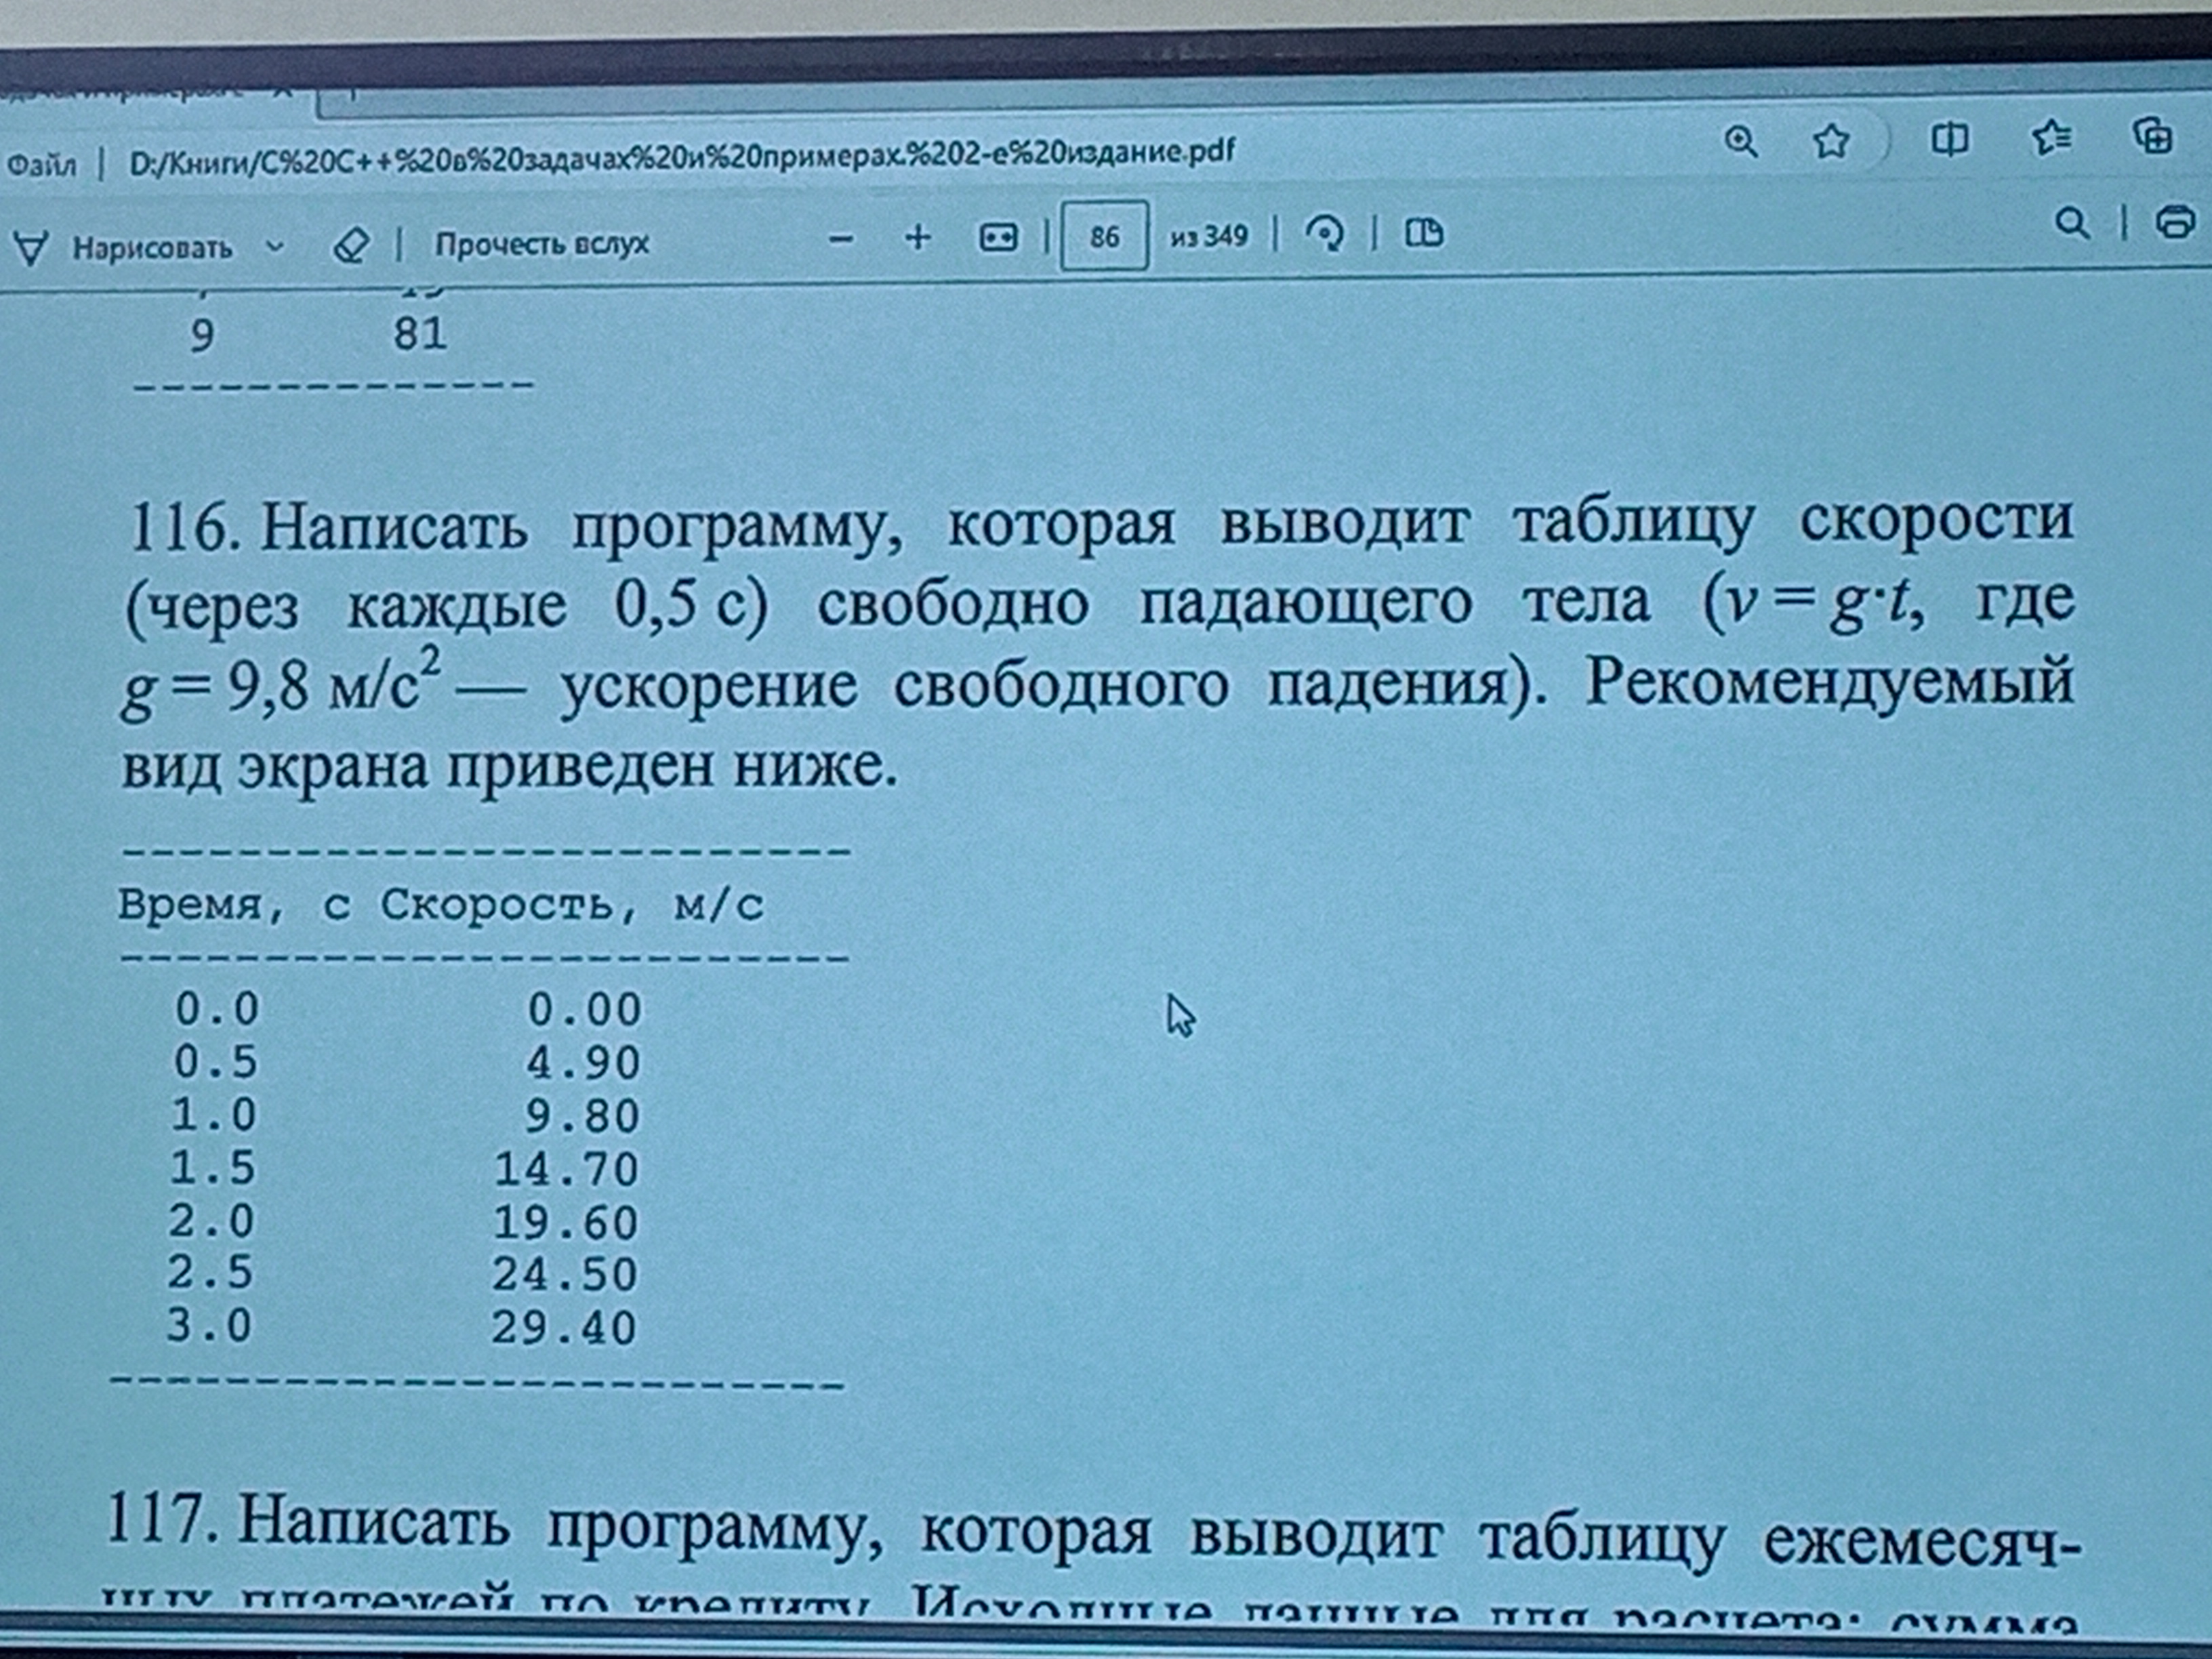 Файл | D:/Книги/C%20C++%20в%20задачах%20и%20примерах.%202-е%20издание.pdf
Нарисовать | Прочесть вслух − + | 86 из 349 | |
9 81
--------------
116. Написать программу, которая выводит таблицу скорости
(через каждые 0,5 с) свободно падающего тела (v = g·t, где
g = 9,8 м/с² — ускорение свободного падения). Рекомендуемый
вид экрана приведен ниже.
-------------------------
Время, с Скорость, м/с
-------------------------
0.0 0.00
0.5 4.90
1.0 9.80
1.5 14.70
2.0 19.60
2.5 24.50
3.0 29.40
-------------------------
117. Написать программу, которая выводит таблицу ежемесяч-
ных платежей по кредиту. Исходные данные для расчета: сумма